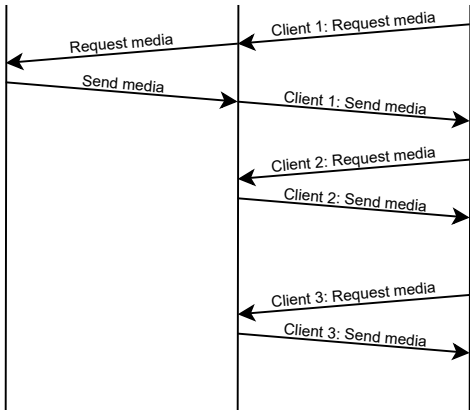 Client 1: Request media
Request media
Send media
Client 1: Send media
Client 2: Request media
Client 2: Send media
Client 3: Request media
Client 3: Send media